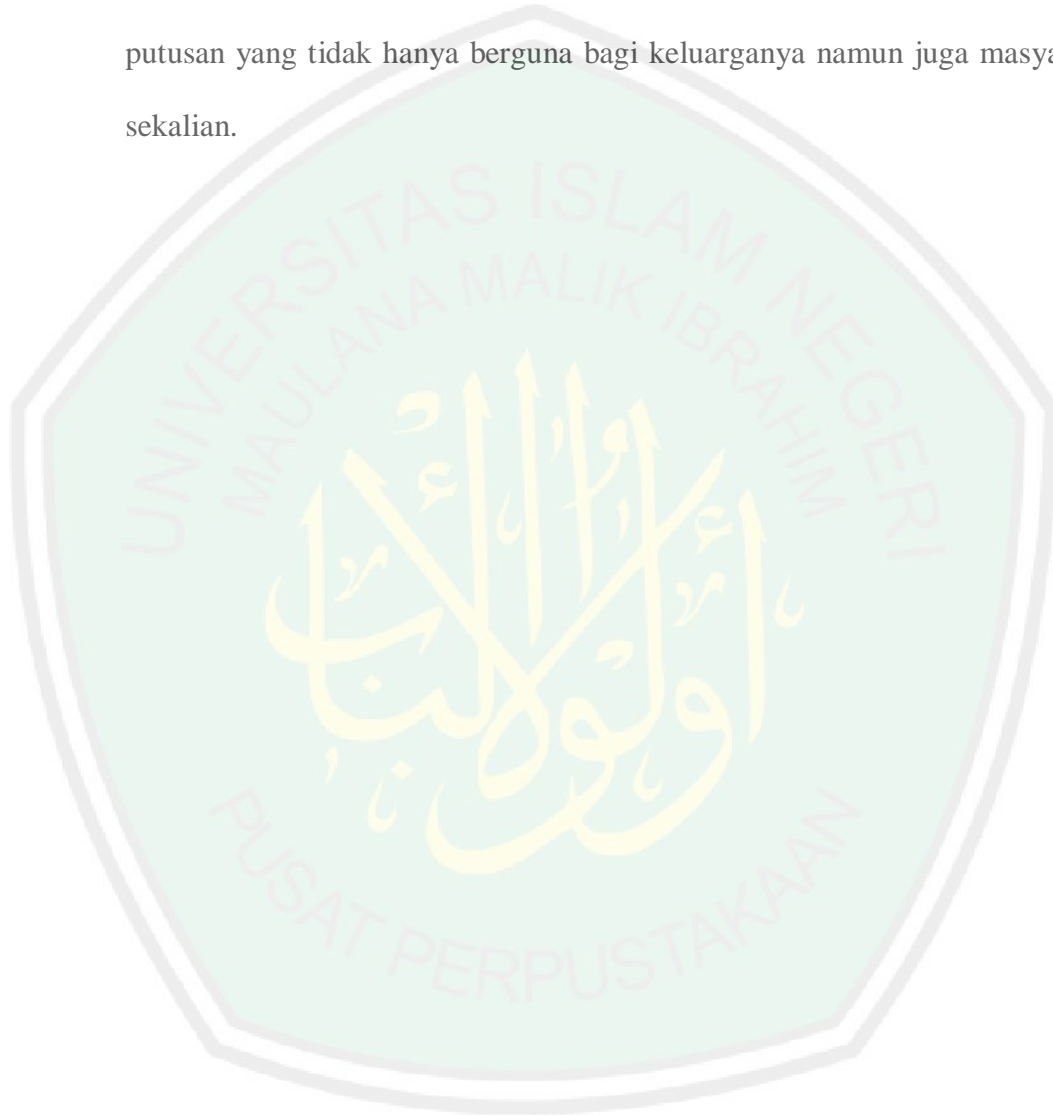 putusan yang tidak hanya berguna bagi keluarganya namun juga masya
sekalian.
UNIVERSITAS ISLAM NEGERI
MAULANA MALIK IBRAHIM
أولوا الألباب
PUSAT PERPUSTAKAAN